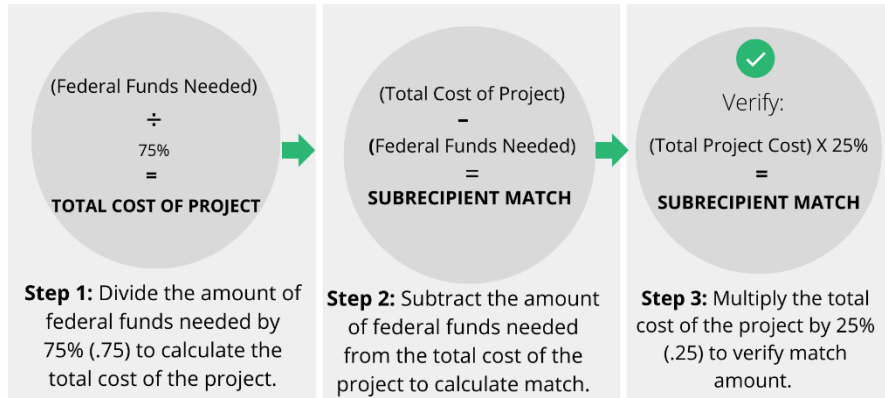 (Federal Funds Needed)
÷
75%
=
TOTAL COST OF PROJECT
Step 1: Divide the amount of
federal funds needed by
75% (.75) to calculate the
total cost of the project.
(Total Cost of Project)
–
(Federal Funds Needed)
=
SUBRECIPIENT MATCH
Step 2: Subtract the amount
of federal funds needed
from the total cost of the
project to calculate match.
Verify:
(Total Project Cost) X 25%
=
SUBRECIPIENT MATCH
Step 3: Multiply the total
cost of the project by 25%
(.25) to verify match
amount.